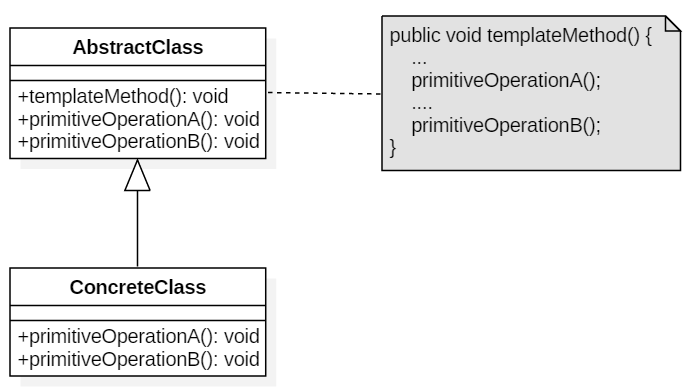 AbstractClass
+templateMethod(): void
+primitiveOperationA(): void
+primitiveOperationB(): void
public void templateMethod() {
...
primitiveOperationA();
....
primitiveOperationB();
}
ConcreteClass
+primitiveOperationA(): void
+primitiveOperationB(): void